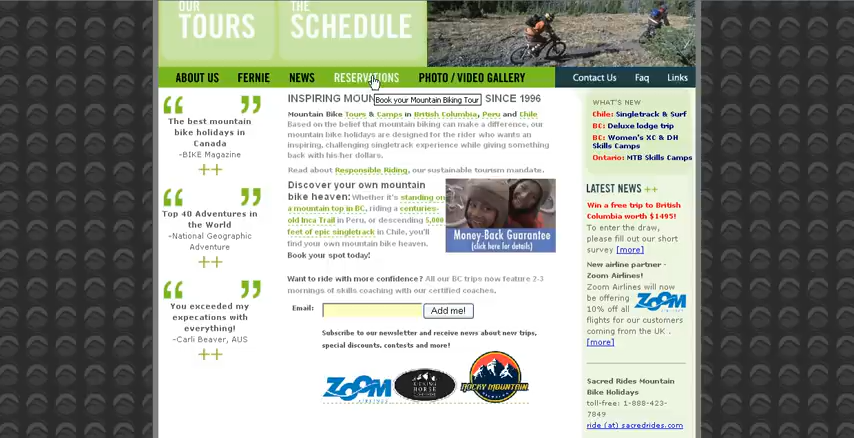 OUR
TOURS
THE
SCHEDULE
ABOUT US FERNIE NEWS RESERVATIONS PHOTO / VIDEO GALLERY Contact Us Faq Links
Book your Mountain Biking Tour
The best mountain
bike holidays in
Canada
-BIKE Magazine
++
Top 40 Adventures in
the World
-National Geographic
Adventure
++
You exceeded my
expecations with
everything!
-Carli Beaver, AUS
++
INSPIRING MOUN SINCE 1996
Mountain Bike Tours & Camps in British Columbia, Peru and Chile
Based on the belief that mountain biking can make a difference, our
mountain bike holidays are designed for the rider who wants an
inspiring, challenging singletrack experience while giving something
back with his/her dollars.
Read about Responsible Riding, our sustainable tourism mandate.
Discover your own mountain
bike heaven: Whether it's standing on
a mountain top in BC, riding a centuries-
old Inca Trail in Peru, or descending 5,000
feet of epic singletrack in Chile, you'll
find your own mountain bike heaven.
Book your spot today!
Money-Back Guarantee
(click here for details)
Want to ride with more confidence? All our BC trips now feature 2-3
mornings of skills coaching with our certified coaches.
Email: Add me!
Subscribe to our newsletter and receive news about new trips,
special discounts, contests and more!
ZOOM
KICKING
HORSE
ROCKY MOUNTAIN
WHAT'S NEW
Chile: Singletrack & Surf
BC: Deluxe lodge trip
BC: Women's XC & DH
Skills Camps
Ontario: MTB Skills Camps
LATEST NEWS ++
Win a free trip to British
Columbia worth $1495!
To enter the draw,
please fill out our short
survey [more]
New airline partner -
Zoom Airlines!
Zoom Airlines will now
be offering
10% off all
flights for our customers
coming from the UK .
[more]
ZOOM
Sacred Rides Mountain
Bike Holidays
toll-free: 1-888-423-
7849
ride (at) sacredrides.com